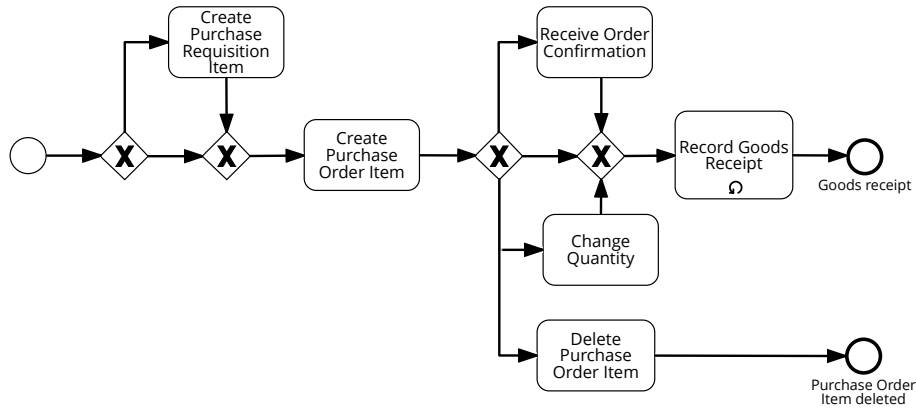 Create
Purchase
Requisition
Item
Receive Order
Confirmation
Create
Purchase
Order Item
Record Goods
Receipt
Goods receipt
Change
Quantity
Delete
Purchase
Order Item
Purchase Order
Item deleted